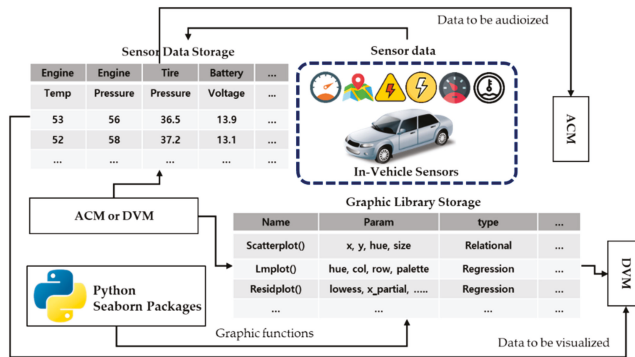 Data to be audioized
Sensor Data Storage
Sensor data
Engine Engine Tire Battery ...
Temp Pressure Pressure Voltage ...
53 56 36.5 13.9 ...
52 58 37.2 13.1 ...
... ... ... ... ...
ACM
In-Vehicle Sensors
Graphic Library Storage
ACM or DVM
Name Param type ...
Scatterplot() x, y, hue, size Relational ...
Lmplot() hue, col, row, palette Regression ...
Residplot() lowess, x_partial, ..... Regression ...
... ... ... ...
DVM
Python
Seaborn Packages
Graphic functions
Data to be visualized